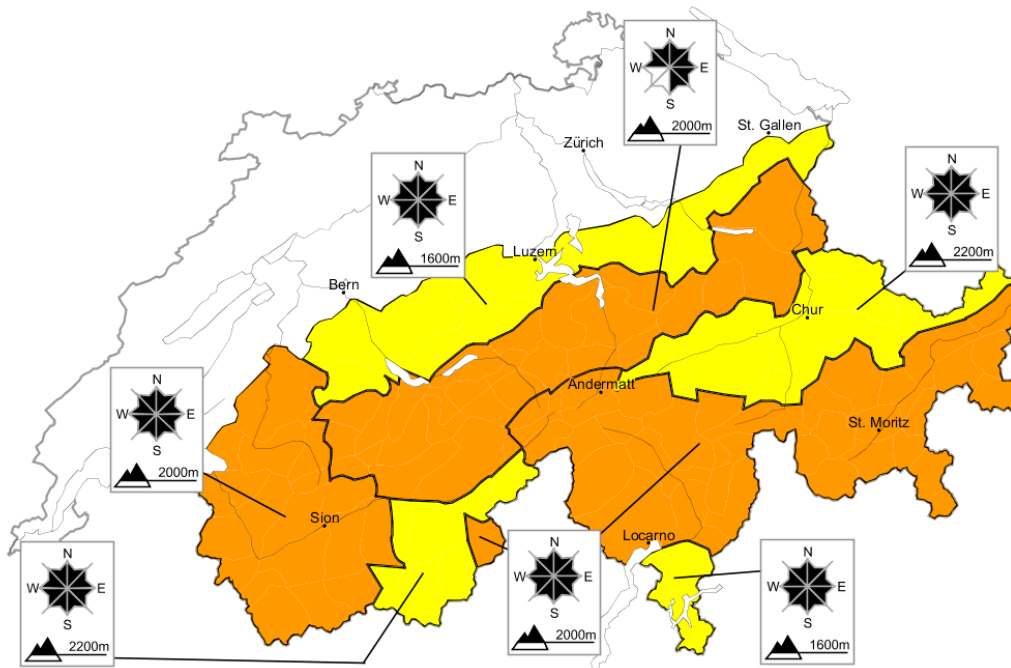 N
W E
S
2000m
St. Gallen
Zürich
N
W E
S
1600m
N
W E
S
2200m
Luzern
Bern
Chur
Andermatt
N
W E
S
2000m
St. Moritz
Sion
Locarno
N
W E
S
2200m
N
W E
S
2000m
N
W E
S
1600m